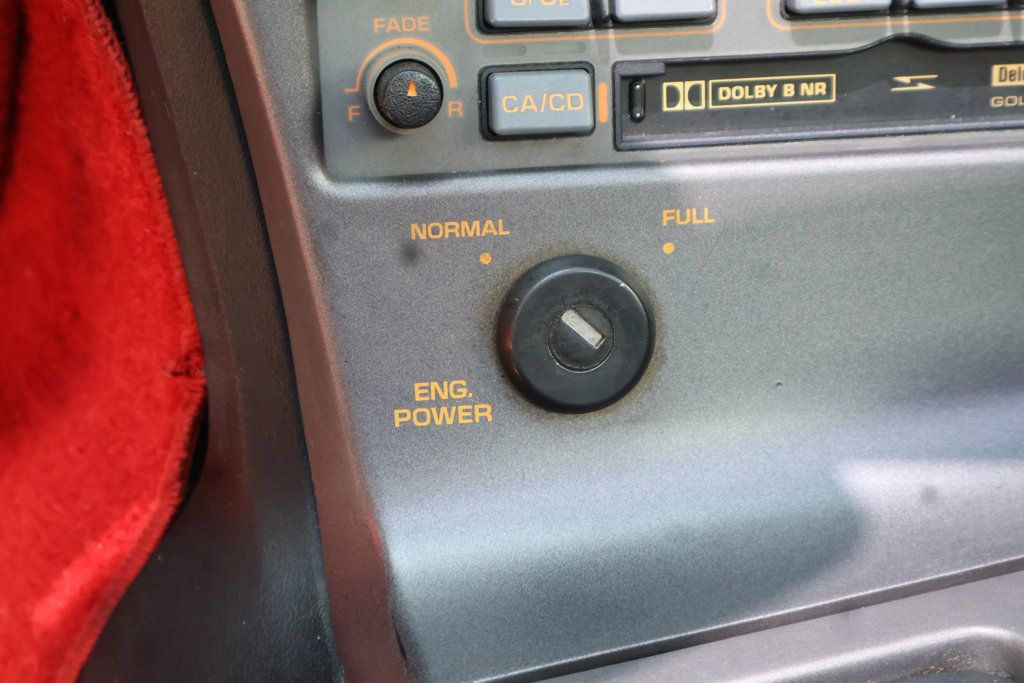 FADE
F
R
CA/CD
DOLBY B NR
NORMAL
FULL
ENG.
POWER